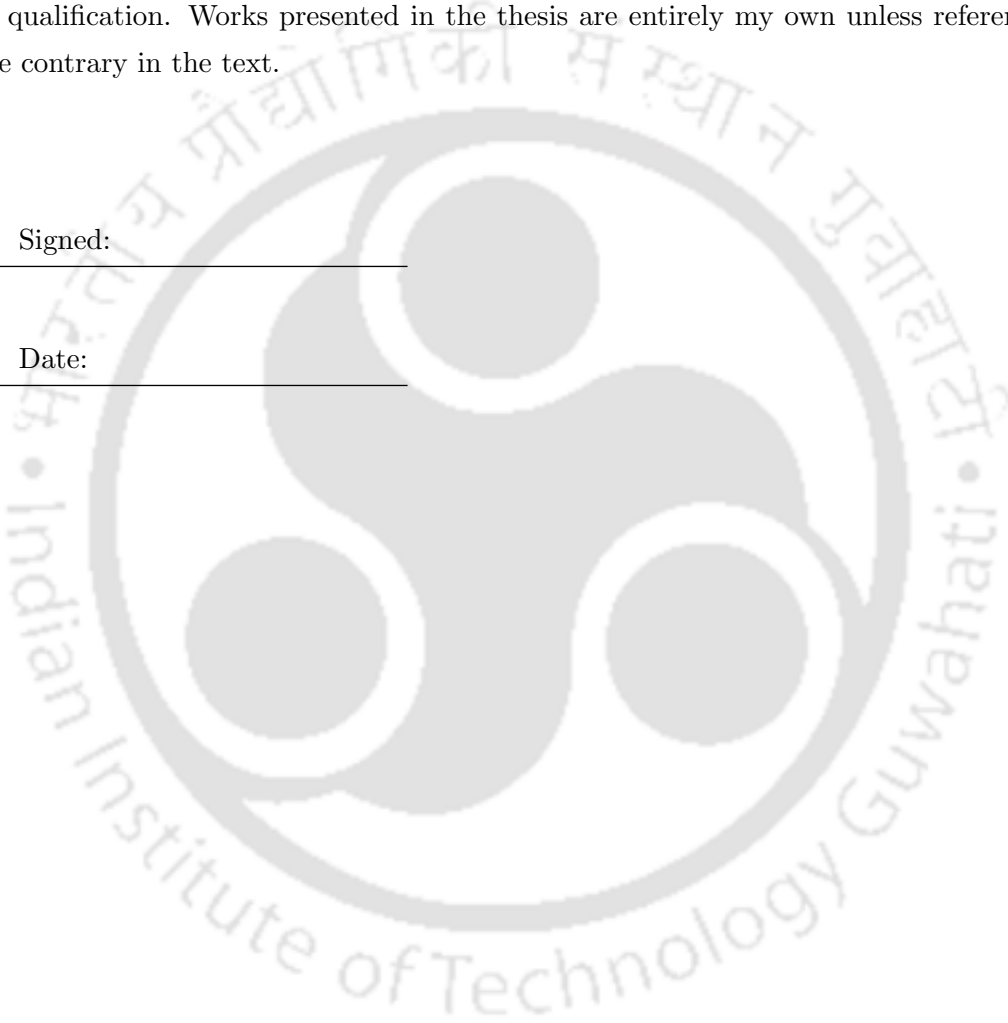 qualification. Works presented in the thesis are entirely my own unless
contrary in the text.
Signed:
Date:
भारतीय प्रौद्योगिकी संस्थान गुवाहाटी
Indian Institute of Technology Guwahati